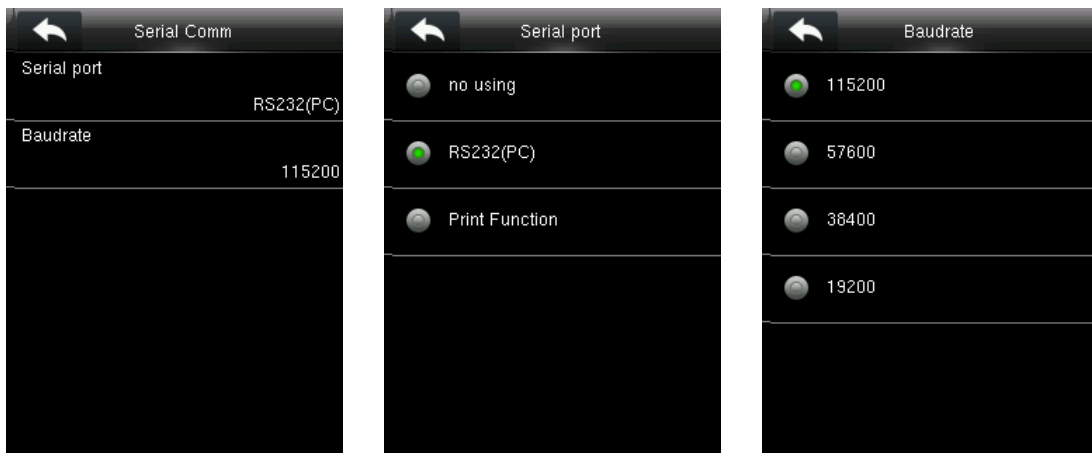 Serial Comm
Serial port
RS232(PC)
Baudrate
115200
Serial port
no using
RS232(PC)
Print Function
Baudrate
115200
57600
38400
19200